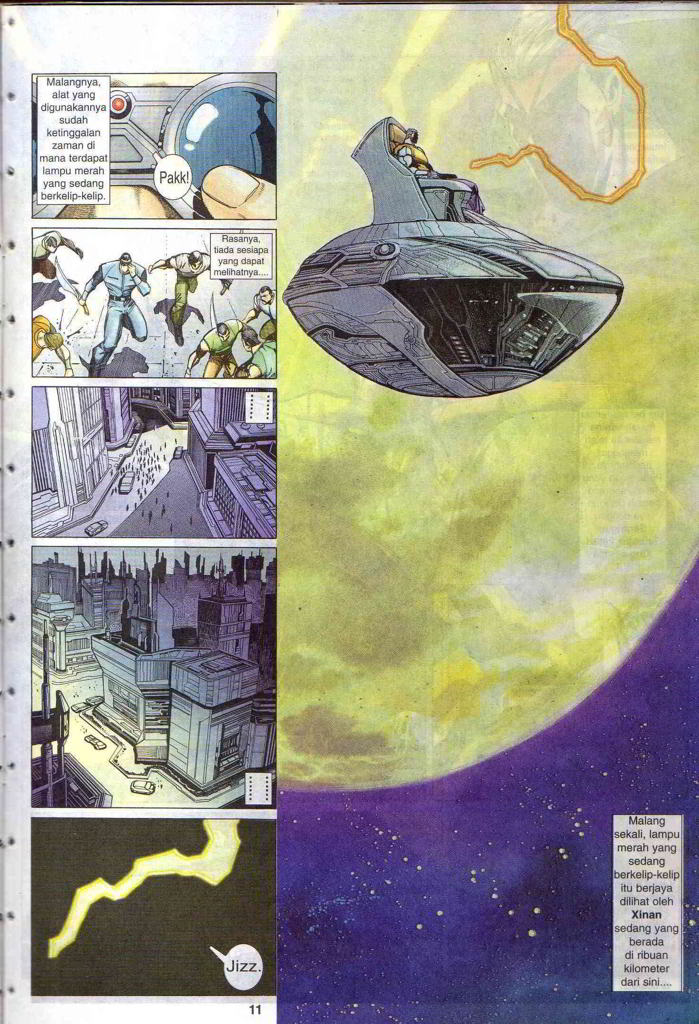 Malangnya,
alat yang
digunakannya
sudah
ketinggalan
zaman di
mana terdapat
lampu merah
yang sedang
berkelip-kelip.
Pakk!
Rasanya,
tiada sesiapa
yang dapat
melihatnya....
Jizz.
Malang
sekali, lampu
merah yang
sedang
berkelip-kelip
itu berjaya
dilihat oleh
Xinan
sedang yang
berada
di ribuan
kilometer
dari sini....
11